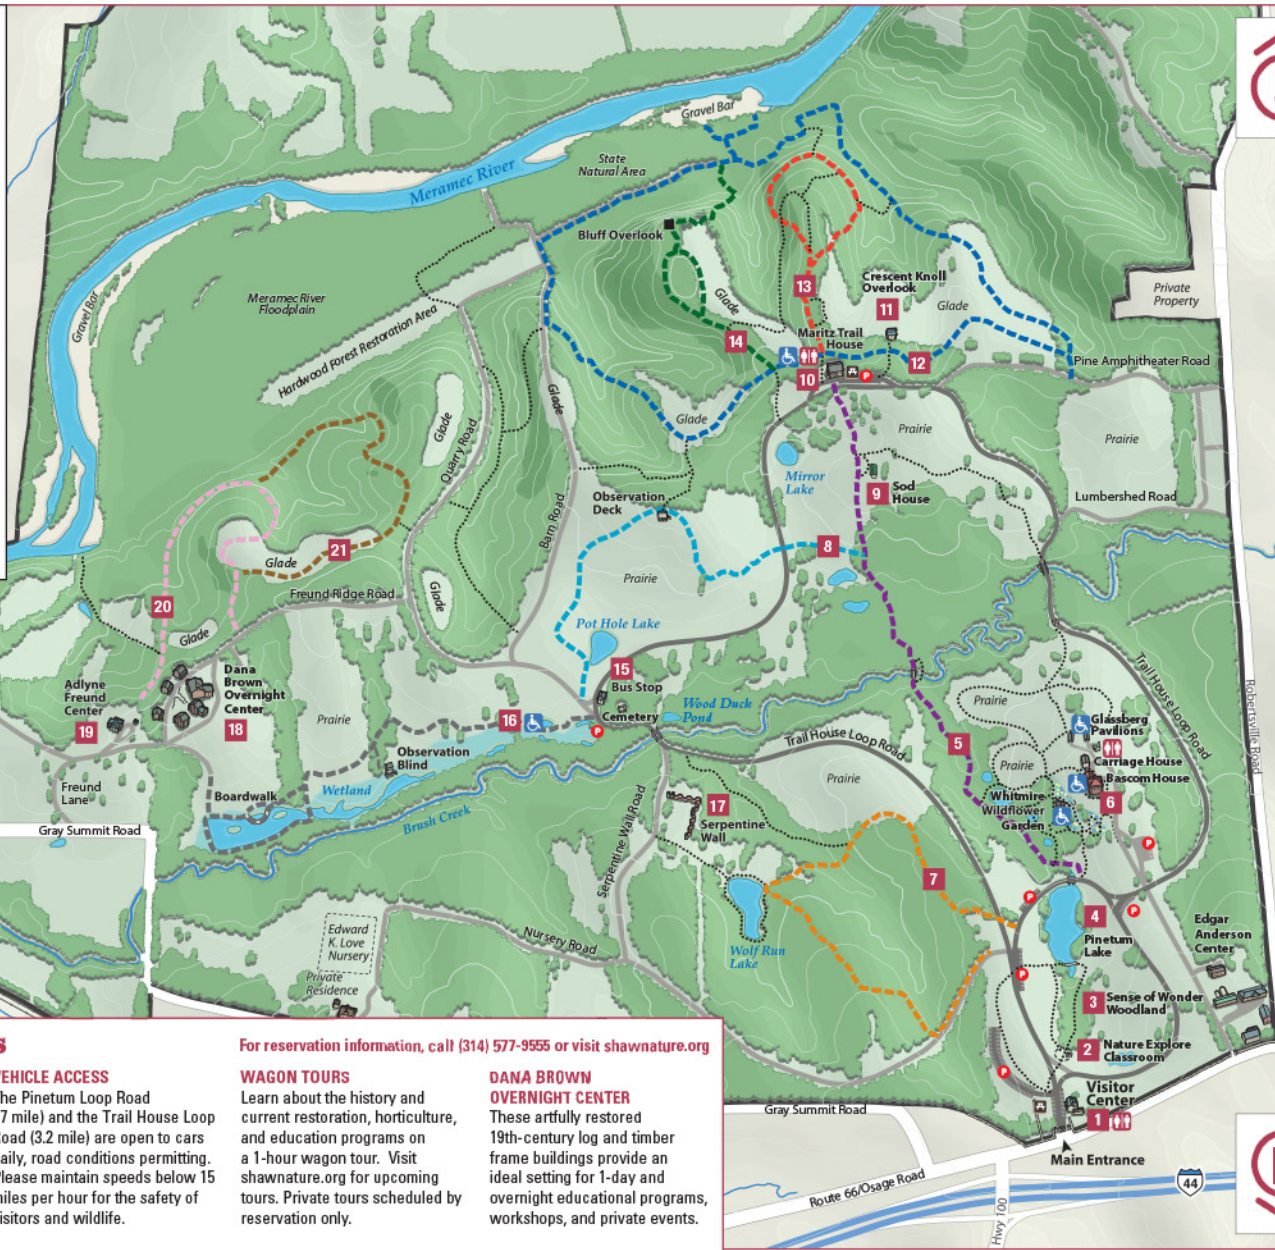 Gravel Bar
State
Natural Area
Meramec River
Bluff Overlook
Crescent Knoll
Overlook
11
Glade
Private
Property
13
Gravel Bar
Meramec River
Floodplain
Glade
Hardwood Forest Restoration Area
14
Maritz Trail
House
12
Pine Amphitheater Road
10
P
Glade
Glade
Glade
Quarry Road
Prairie
Prairie
Mirror
Lake
9
Sod
House
Observation
Deck
Lumbershed Road
Barn Road
21
Glade
8
Prairie
Glade
Freund Ridge Road
20
Glade
Pot Hole Lake
15
Bus Stop
Dana
Brown
Overnight
Center
18
Adlyne
Freund
Center
19
Trail House Loop Road
Robertsville Road
Prairie
Wood Duck
Pond
Cemetery
16
P
Prairie
Glassberg
Pavilions
5
Trail House Loop Road
Carriage House
Bascom House
Prairie
Observation
Blind
Prairie
Wetland
Boardwalk
Freund
Lane
Whitmire
Wildflower
Garden
6
17
Serpentine
Wall
Brush Creek
Gray Summit Road
Serpentine Wall Road
P
7
P
P
4
Pinetum
Lake
Edgar
Anderson
Center
Edward
K. Love
Nursery
Nursery Road
Wolf Run
Lake
Private
Residence
P
3
Sense of Wonder
Woodland
2
Nature Explore
Classroom
P
Visitor
Center
1
Gray Summit Road
Main Entrance
Route 66/Osage Road
44
Hwy 100
s
For reservation information, call (314) 577-9555 or visit shawnature.org
EHICLE ACCESS
he Pinetum Loop Road
7 mile) and the Trail House Loop
oad (3.2 mile) are open to cars
aily, road conditions permitting.
lease maintain speeds below 15
iles per hour for the safety of
isitors and wildlife.
WAGON TOURS
Learn about the history and
current restoration, horticulture,
and education programs on
a 1-hour wagon tour. Visit
shawnature.org for upcoming
tours. Private tours scheduled by
reservation only.
DANA BROWN
OVERNIGHT CENTER
These artfully restored
19th-century log and timber
frame buildings provide an
ideal setting for 1-day and
overnight educational programs,
workshops, and private events.